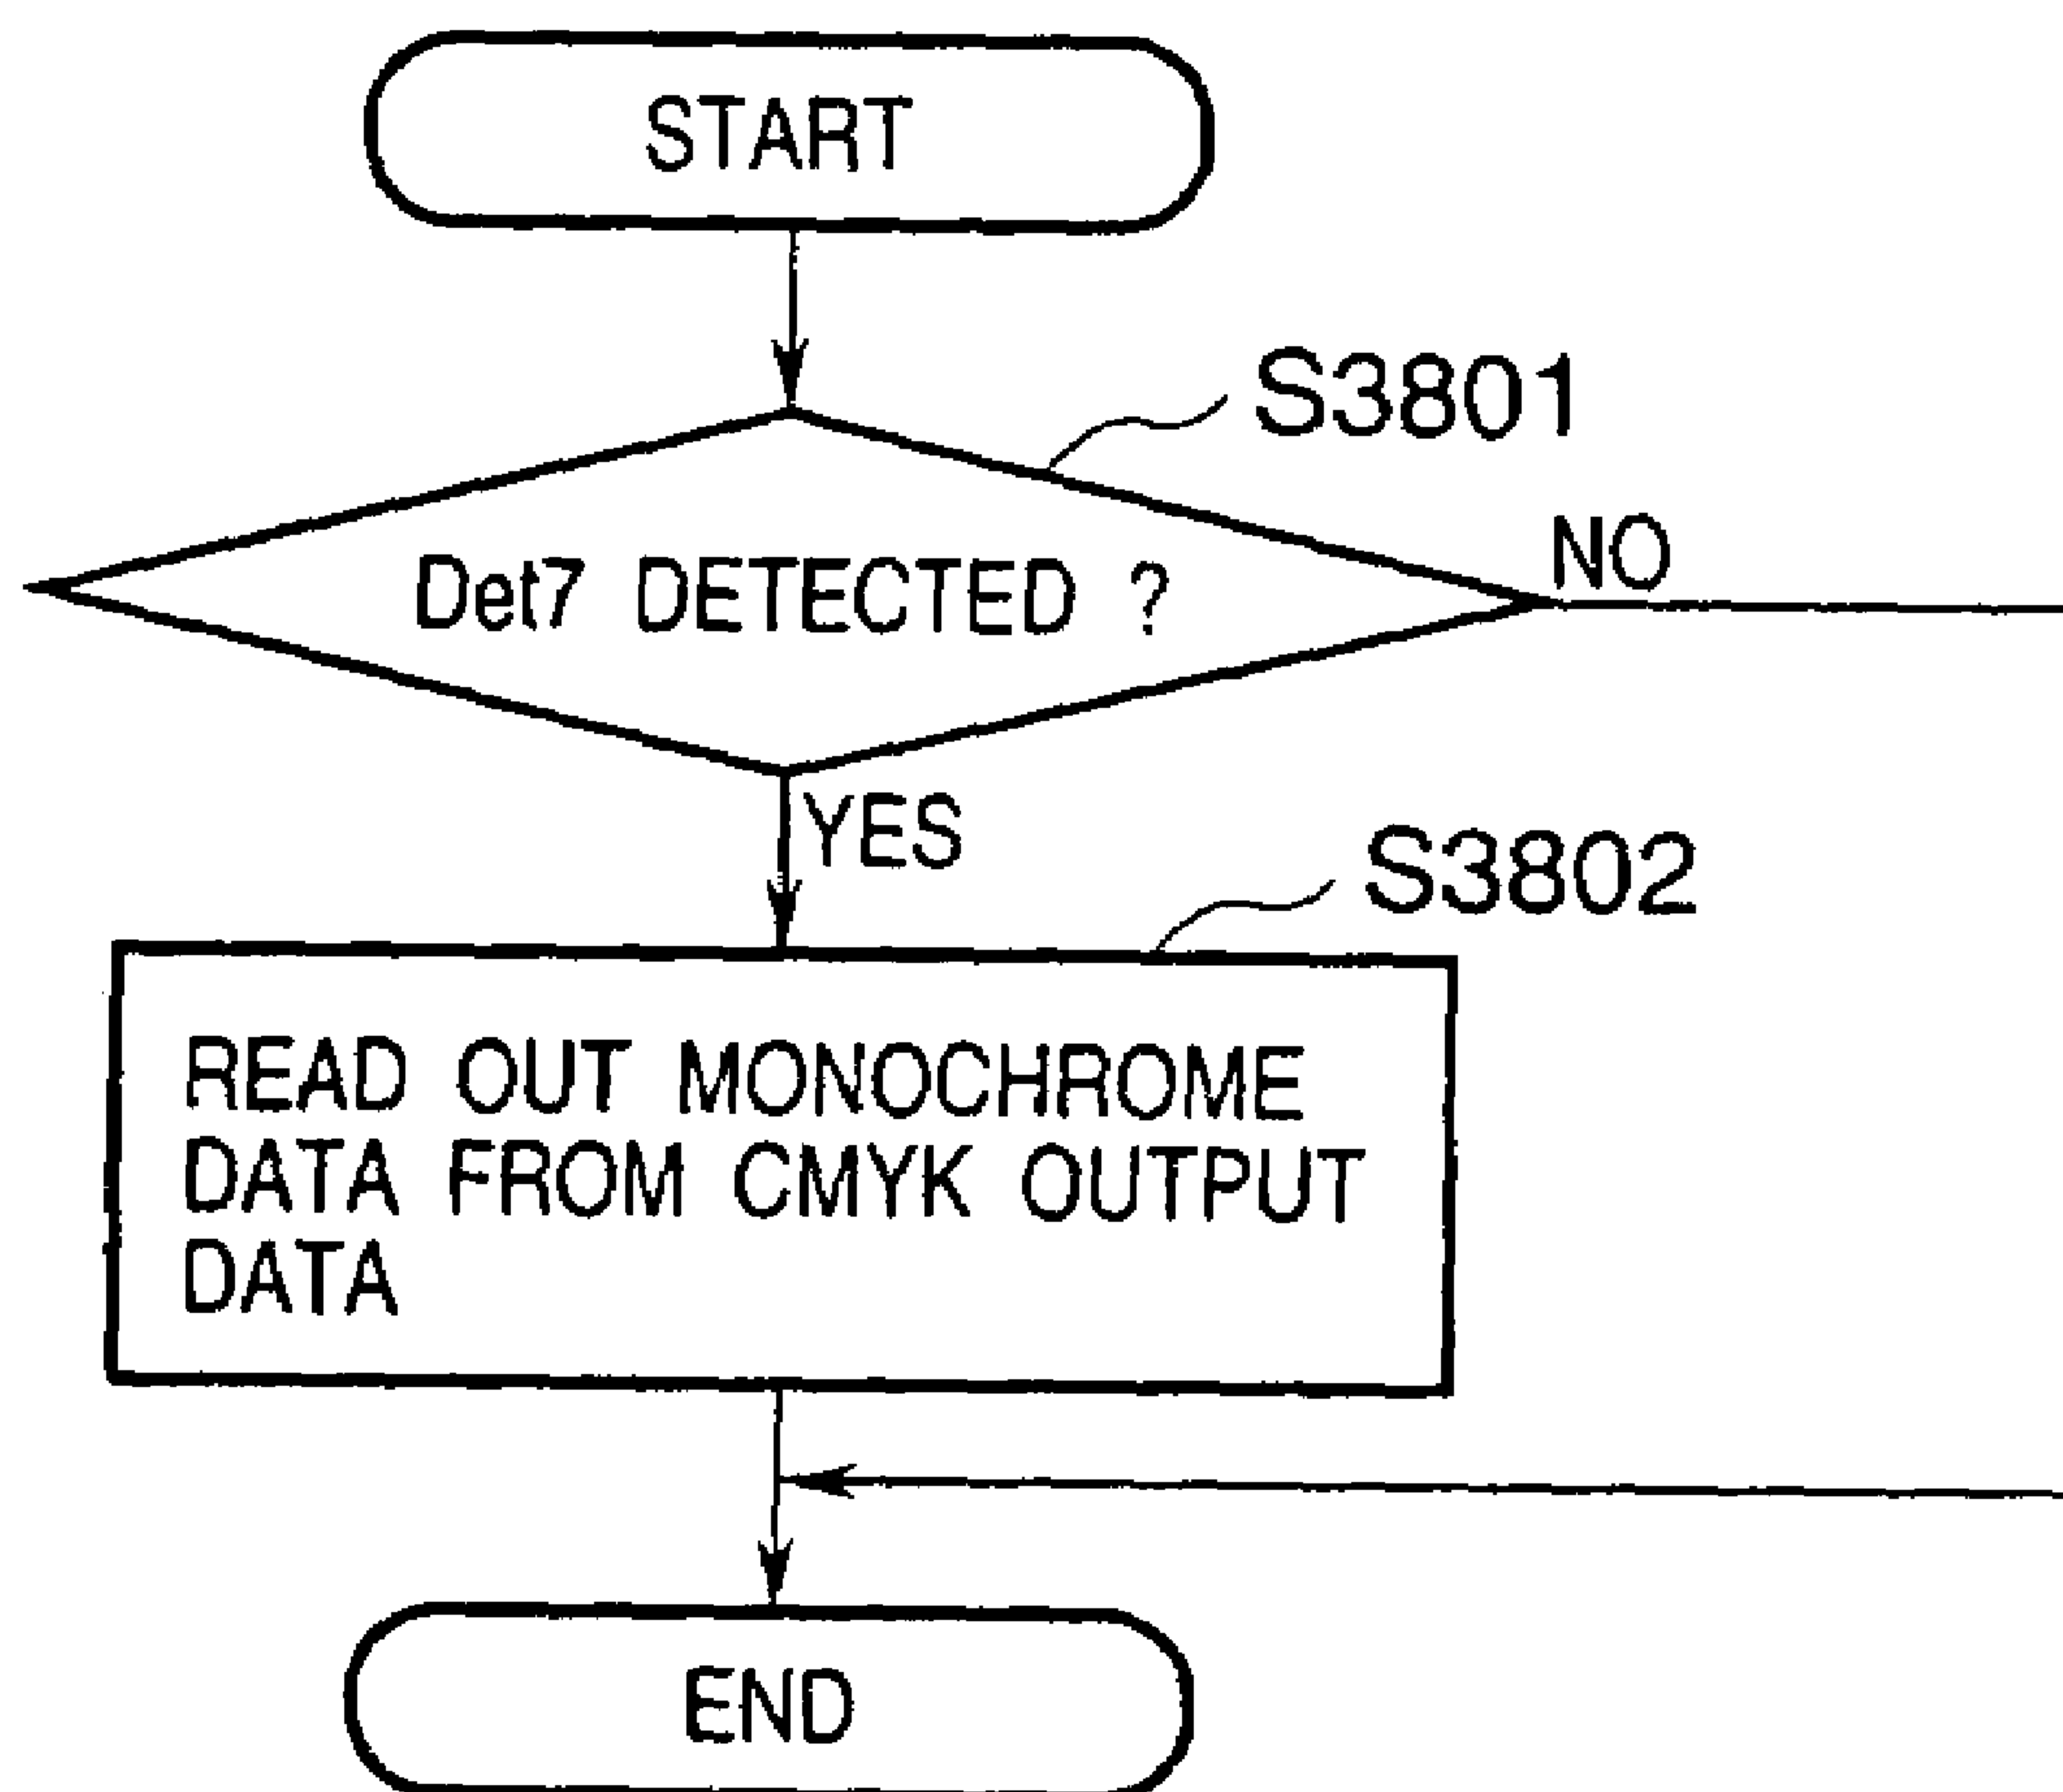 START
S3801
Det7 DETECTED ?
NO
YES
S3802
READ OUT MONOCHROME
DATA FROM CMYK OUTPUT
DATA
END